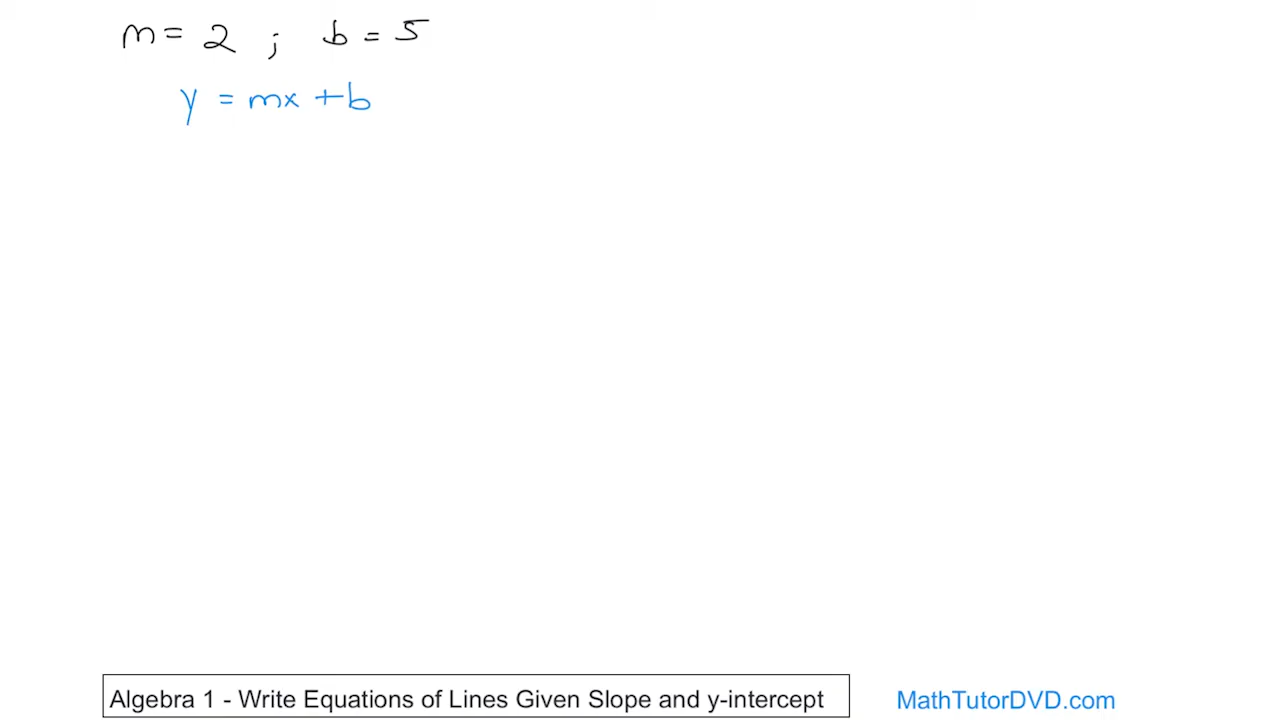 m = 2 ; b = 5
y = mx + b
Algebra 1 - Write Equations of Lines Given Slope and y-intercept
MathTutorDVD.com